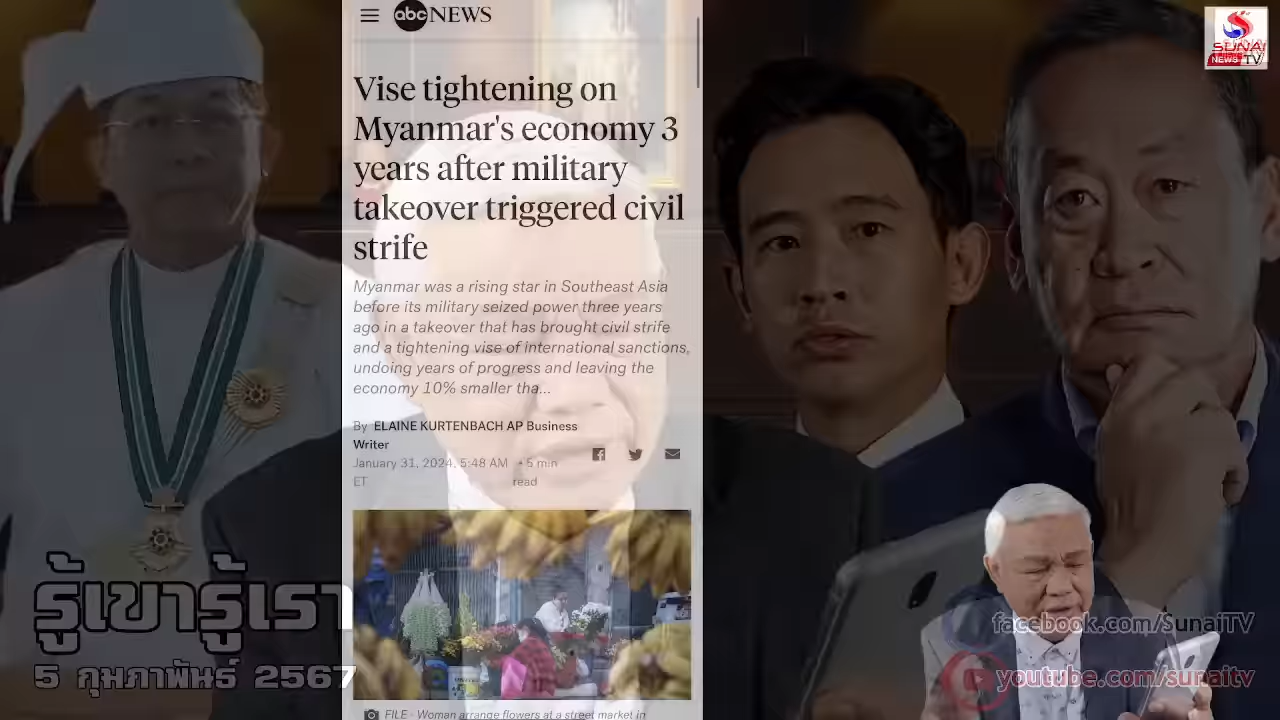 abc NEWS
Vise tightening on
Myanmar's economy 3
years after military
takeover triggered civil
strife
Myanmar was a rising star in Southeast Asia
before its military seized power three years
ago in a takeover that has brought civil strife
and a tightening vise of international sanctions,
undoing years of progress and leaving the
economy 10% smaller tha...
By ELAINE KURTENBACH AP Business
Writer
January 31, 2024, 5:48 AM • 5 min
ET read
FILE - Woman arrange flowers at a street market in
SUNAI
NEWS TV
รู้เขารู้เรา
5 กุมภาพันธ์ 2567
facebook.com/SunaiTV
youtube.com/sunaitv